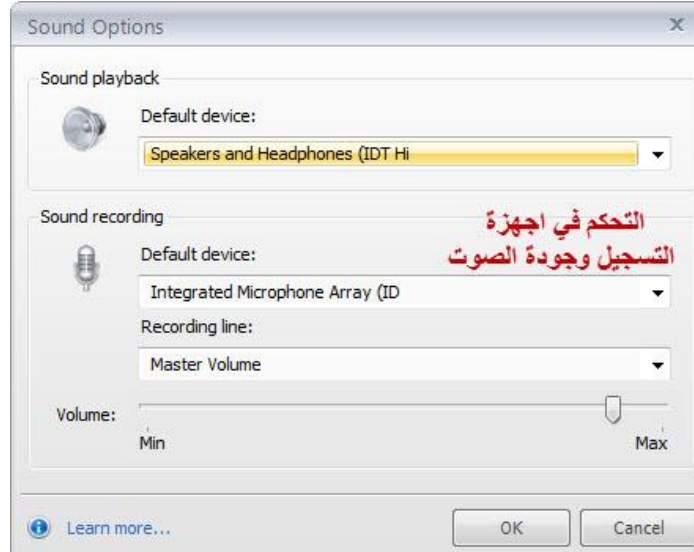 Sound Options
Sound playback
Default device:
Speakers and Headphones (IDT Hi
Sound recording
التحكم في اجهزة
التسجيل وجودة الصوت
Default device:
Integrated Microphone Array (ID
Recording line:
Master Volume
Volume:
Min Max
Learn more... OK Cancel